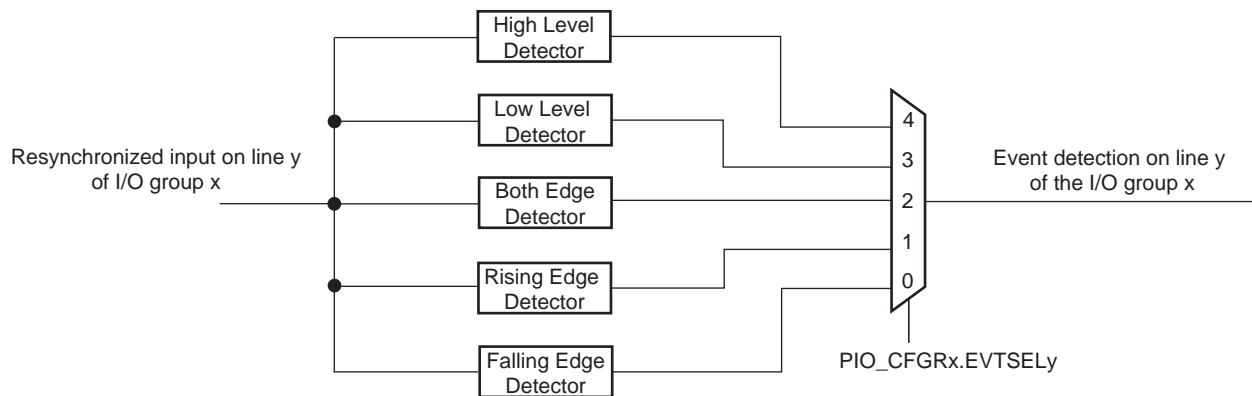 High Level
Detector
Low Level
Detector
4
Resynchronized input on line y
of I/O group x
3
Event detection on line y
of the I/O group x
Both Edge
Detector
2
1
Rising Edge
Detector
0
Falling Edge
Detector
PIO_CFGRx.EVTSELy